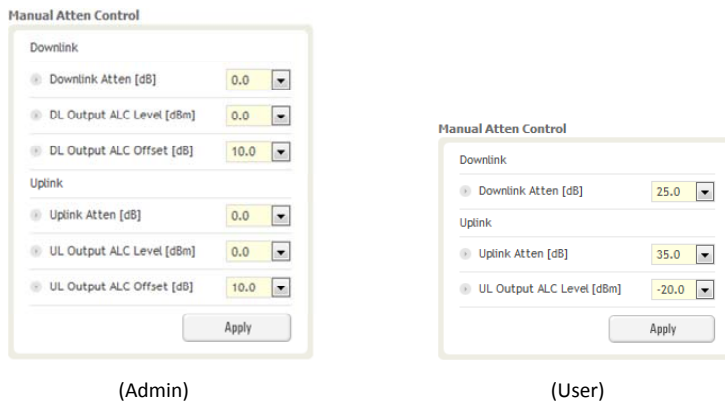 Manual Atten Control
Downlink
Downlink Atten [dB] 0.0
DL Output ALC Level [dBm] 0.0
DL Output ALC Offset [dB] 10.0
Uplink
Uplink Atten [dB] 0.0
UL Output ALC Level [dBm] 0.0
UL Output ALC Offset [dB] 10.0
Apply
(Admin)
Manual Atten Control
Downlink
Downlink Atten [dB] 25.0
Uplink
Uplink Atten [dB] 35.0
UL Output ALC Level [dBm] -20.0
Apply
(User)